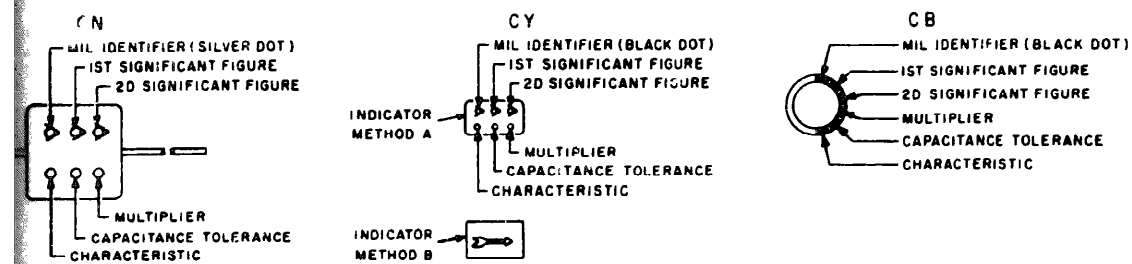 CN
MIL IDENTIFIER (SILVER DOT)
1ST SIGNIFICANT FIGURE
2D SIGNIFICANT FIGURE
MULTIPLIER
CAPACITANCE TOLERANCE
CHARACTERISTIC
CY
MIL IDENTIFIER (BLACK DOT)
1ST SIGNIFICANT FIGURE
2D SIGNIFICANT FIGURE
INDICATOR
METHOD A
MULTIPLIER
CAPACITANCE TOLERANCE
CHARACTERISTIC
INDICATOR
METHOD B
CB
MIL IDENTIFIER (BLACK DOT)
1ST SIGNIFICANT FIGURE
2D SIGNIFICANT FIGURE
MULTIPLIER
CAPACITANCE TOLERANCE
CHARACTERISTIC